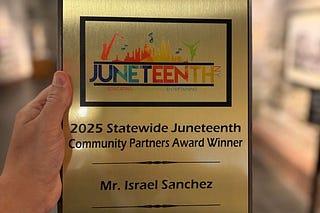 JUNETEENTH
2025 Statewide Juneteenth
Community Partners Award Winner
Mr. Israel Sanchez